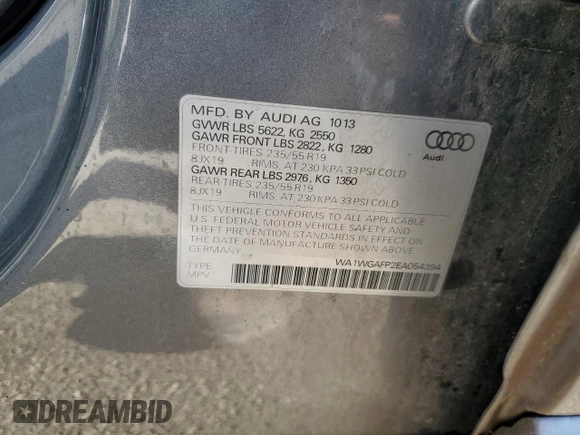 MFD. BY AUDI AG 1013
GVWR LBS 5622, KG 2550
GAWR FRONT LBS 2822, KG 1280
FRONT-TIRES 235/55 R19
8JX19 RIMS. AT 230 KPA 33 PSI COLD
GAWR REAR LBS 2976, KG 1350
REAR-TIRES 235/55 R19
8JX19 RIMS. AT 230 KPA 33 PSI COLD
Audi
THIS VEHICLE CONFORMS TO ALL APPLICABLE
U.S. FEDERAL MOTOR VEHICLE SAFETY AND
THEFT PREVENTION STANDARDS IN EFFECT
ON THE DATE OF MANUFACTURE SHOWN ABOVE
GERMANY
TYPE
MPV
WA1WGAFP2EA054394
DREAMBID